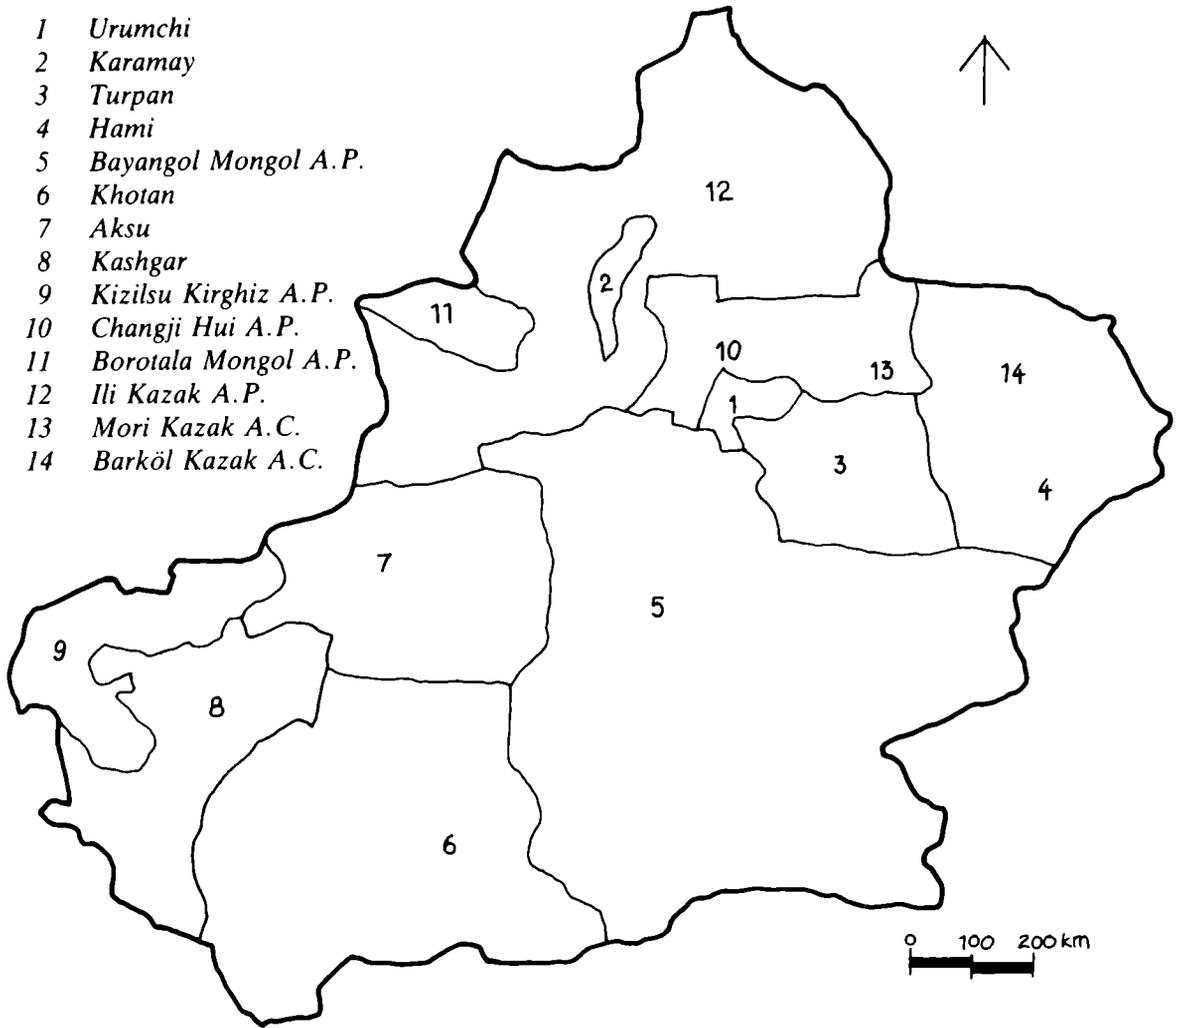 1 Urumchi
2 Karamay
3 Turpan
4 Hami
5 Bayangol Mongol A.P.
6 Khotan
7 Aksu
8 Kashgar
9 Kizilsu Kirghiz A.P.
10 Changji Hui A.P.
11 Borotala Mongol A.P.
12 Ili Kazak A.P.
13 Mori Kazak A.C.
14 Barköl Kazak A.C.
12
2
11
10
13
14
1
3
4
7
5
9
8
6
0 100 200 km